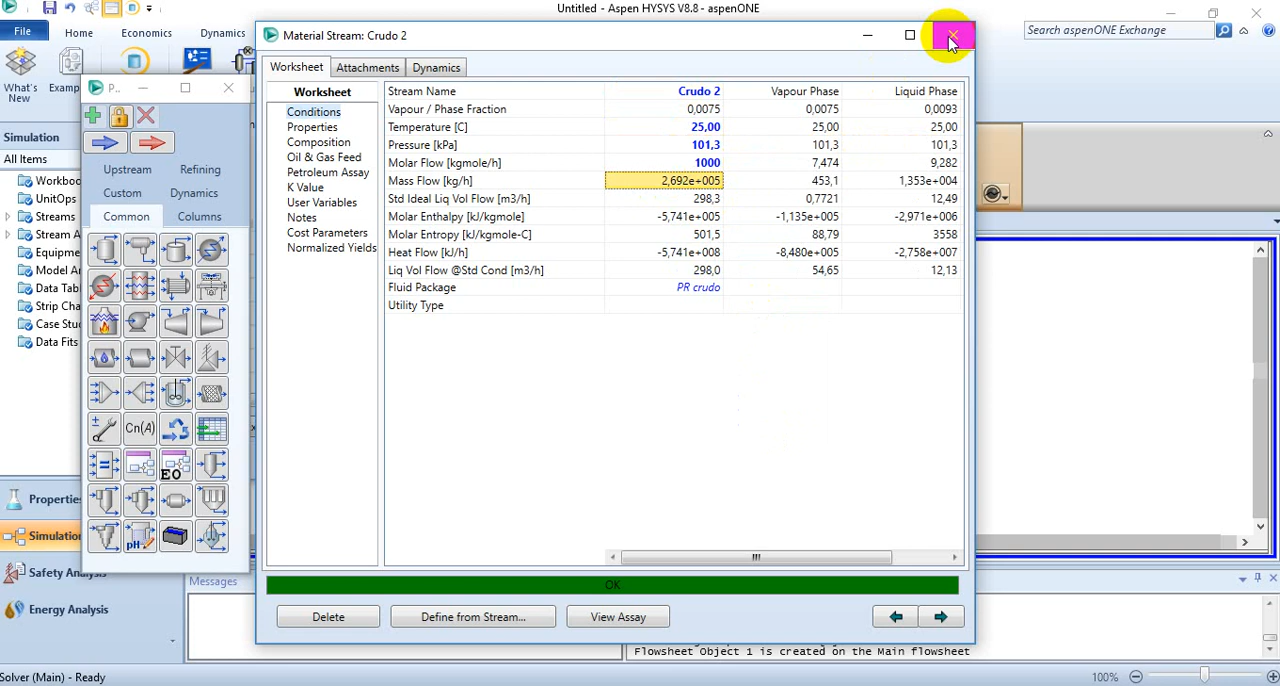 Untitled - Aspen HYSYS V8.8 - aspenONE
File
Home
Economics
Dynamics
Search aspenONE Exchange
What's
New
Examp
Simulation
All Items
Workboo
UnitOps
Streams
Stream A
Equipme
Model An
Data Tab
Strip Cha
Case Stu
Data Fits
Properties
Simulation
Safety Analysis
Energy Analysis
P..
Upstream
Refining
Custom
Dynamics
Common
Columns
Cn(A)
EO
pH
Material Stream: Crudo 2
Worksheet
Attachments
Dynamics
Worksheet
Conditions
Properties
Composition
Oil & Gas Feed
Petroleum Assay
K Value
User Variables
Notes
Cost Parameters
Normalized Yields
Stream Name Crudo 2 Vapour Phase Liquid Phase
Vapour / Phase Fraction 0,0075 0,0075 0,0093
Temperature [C] 25,00 25,00 25,00
Pressure [kPa] 101,3 101,3 101,3
Molar Flow [kgmole/h] 1000 7,474 9,282
Mass Flow [kg/h] 2,692e+005 453,1 1,353e+004
Std Ideal Liq Vol Flow [m3/h] 298,3 0,7721 12,49
Molar Enthalpy [kJ/kgmole] -5,741e+005 -1,135e+005 -2,971e+006
Molar Entropy [kJ/kgmole-C] 501,5 88,79 3558
Heat Flow [kJ/h] -5,741e+008 -8,480e+005 -2,758e+007
Liq Vol Flow @Std Cond [m3/h] 298,0 54,65 12,13
Fluid Package PR crudo
Utility Type
OK
Delete
Define from Stream...
View Assay
Messages
Flowsheet Object 1 is created on the Main flowsheet
Solver (Main) - Ready
100%